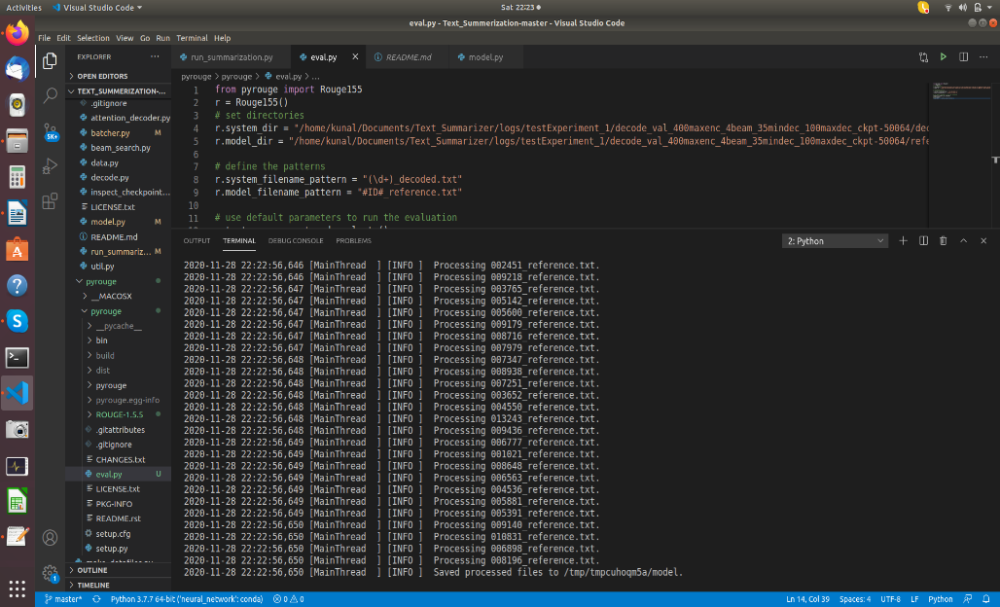 Activities Visual Studio Code Sat 22:23
eval.py - Text_Summerization-master - Visual Studio Code
File Edit Selection View Go Run Terminal Help
EXPLORER
run_summarization.py eval.py README.md model.py
OPEN EDITORS
pyrouge > pyrouge > eval.py > ...
TEXT_SUMMERIZATION-...
.gitignore
attention_decoder.py
batcher.py M
beam_search.py
data.py
decode.py
inspect_checkpoint...
LICENSE.txt
model.py M
README.md
run_summariz... M
util.py
pyrouge
__MACOSX
pyrouge
__pycache__
bin
build
dist
pyrouge
pyrouge.egg-info
ROUGE-1.5.5
.gitattributes
.gitignore
CHANGES.txt
eval.py U
LICENSE.txt
PKG-INFO
README.rst
setup.cfg
setup.py
OUTLINE
TIMELINE
5K+
1
1 from pyrouge import Rouge155
2 r = Rouge155()
3 # set directories
4 r.system_dir = "/home/kunal/Documents/Text_Summarizer/logs/testExperiment_1/decode_val_400maxenc_4beam_35mindec_100maxdec_ckpt-50064/dec
5 r.model_dir = "/home/kunal/Documents/Text_Summarizer/logs/testExperiment_1/decode_val_400maxenc_4beam_35mindec_100maxdec_ckpt-50064/refe
6
7 # define the patterns
8 r.system_filename_pattern = "(\d+)_decoded.txt"
9 r.model_filename_pattern = "#ID#_reference.txt"
10
11 # use default parameters to run the evaluation
OUTPUT TERMINAL DEBUG CONSOLE PROBLEMS 2: Python
2020-11-28 22:22:56,646 [MainThread ] [INFO ] Processing 002451_reference.txt.
2020-11-28 22:22:56,646 [MainThread ] [INFO ] Processing 009218_reference.txt.
2020-11-28 22:22:56,647 [MainThread ] [INFO ] Processing 003765_reference.txt.
2020-11-28 22:22:56,647 [MainThread ] [INFO ] Processing 005142_reference.txt.
2020-11-28 22:22:56,647 [MainThread ] [INFO ] Processing 005600_reference.txt.
2020-11-28 22:22:56,647 [MainThread ] [INFO ] Processing 009179_reference.txt.
2020-11-28 22:22:56,647 [MainThread ] [INFO ] Processing 008716_reference.txt.
2020-11-28 22:22:56,647 [MainThread ] [INFO ] Processing 007979_reference.txt.
2020-11-28 22:22:56,648 [MainThread ] [INFO ] Processing 007347_reference.txt.
2020-11-28 22:22:56,648 [MainThread ] [INFO ] Processing 008938_reference.txt.
2020-11-28 22:22:56,648 [MainThread ] [INFO ] Processing 007251_reference.txt.
2020-11-28 22:22:56,648 [MainThread ] [INFO ] Processing 003652_reference.txt.
2020-11-28 22:22:56,648 [MainThread ] [INFO ] Processing 004550_reference.txt.
2020-11-28 22:22:56,648 [MainThread ] [INFO ] Processing 013243_reference.txt.
2020-11-28 22:22:56,649 [MainThread ] [INFO ] Processing 009436_reference.txt.
2020-11-28 22:22:56,649 [MainThread ] [INFO ] Processing 006777_reference.txt.
2020-11-28 22:22:56,649 [MainThread ] [INFO ] Processing 001021_reference.txt.
2020-11-28 22:22:56,649 [MainThread ] [INFO ] Processing 008648_reference.txt.
2020-11-28 22:22:56,649 [MainThread ] [INFO ] Processing 006563_reference.txt.
2020-11-28 22:22:56,649 [MainThread ] [INFO ] Processing 004536_reference.txt.
2020-11-28 22:22:56,649 [MainThread ] [INFO ] Processing 005881_reference.txt.
2020-11-28 22:22:56,649 [MainThread ] [INFO ] Processing 005391_reference.txt.
2020-11-28 22:22:56,650 [MainThread ] [INFO ] Processing 009140_reference.txt.
2020-11-28 22:22:56,650 [MainThread ] [INFO ] Processing 010831_reference.txt.
2020-11-28 22:22:56,650 [MainThread ] [INFO ] Processing 006898_reference.txt.
2020-11-28 22:22:56,650 [MainThread ] [INFO ] Processing 008196_reference.txt.
2020-11-28 22:22:56,650 [MainThread ] [INFO ] Saved processed files to /tmp/tmpcuhoqm5a/model.
master* Python 3.7.7 64-bit ('neural_network': conda) 0 0 Ln 14, Col 39 Spaces: 4 UTF-8 LF Python